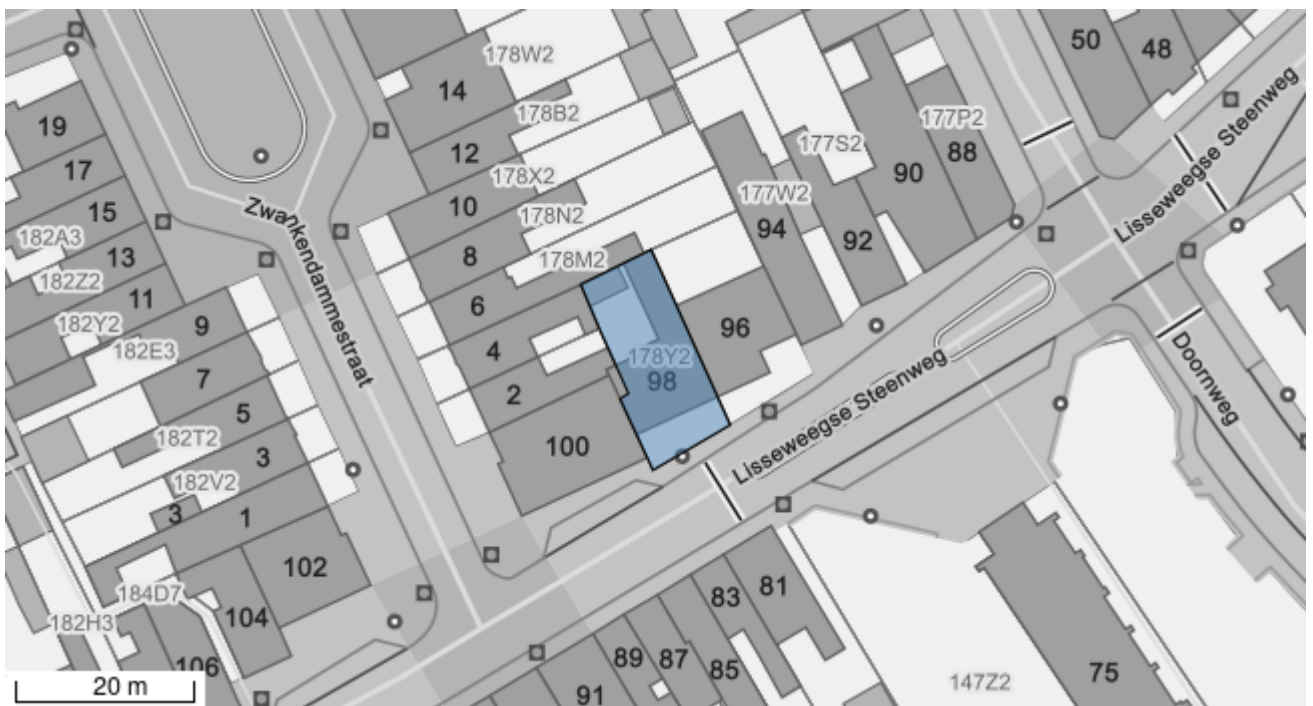 50
48
178W2
14
19
178B2
177P2
177S2
Lisseweegse Steenweg
17
12
178X2
90
88
15
Zwankendammestraat
10
178N2
177W2
182A3
13
94
92
8
178M2
182Z2
11
6
182Y2
9
96
182E3
4
178Y2
7
98
Doornweg
2
5
Lisseweegse Steenweg
182T2
100
3
182V2
3
1
102
81
83
184D7
104
182H3
89
87
85
106
91
75
147Z2
20 m